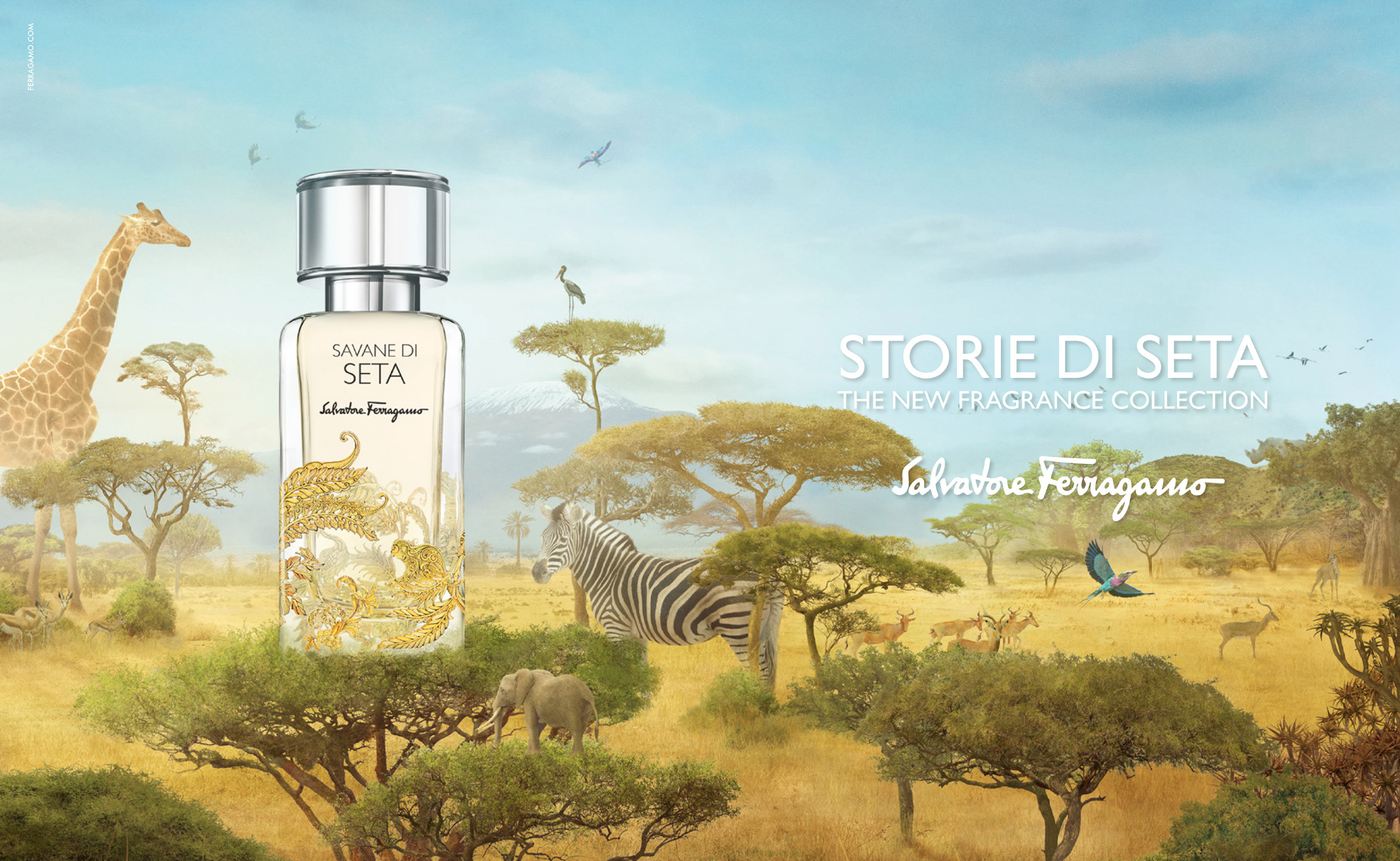 FERRAGAMO.COM
SAVANE DI
SETA
Salvatore Ferragamo
STORIE DI SETA
THE NEW FRAGRANCE COLLECTION
Salvatore Ferragamo